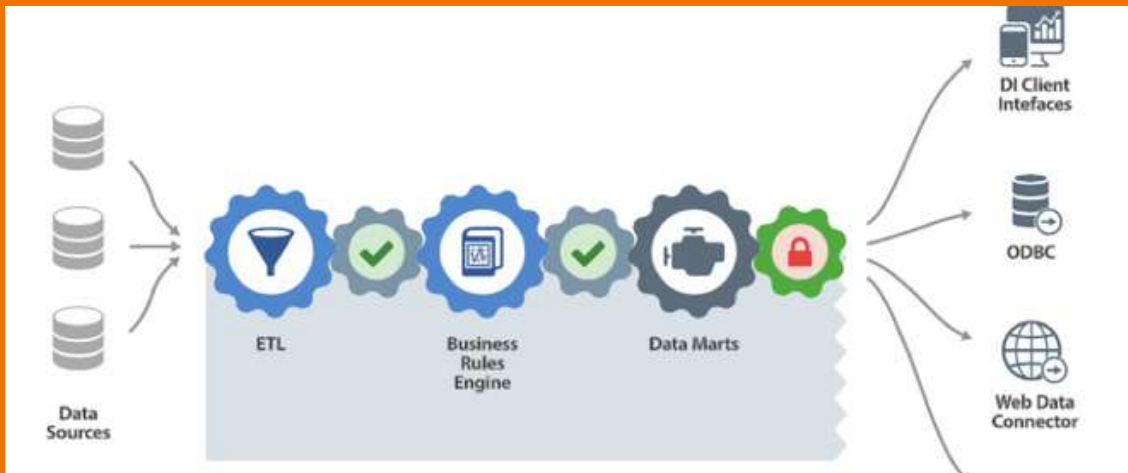 DI Client
Intefaces
ODBC
ETL
Business
Rules
Engine
Data Marts
Data
Sources
Web Data
Connector